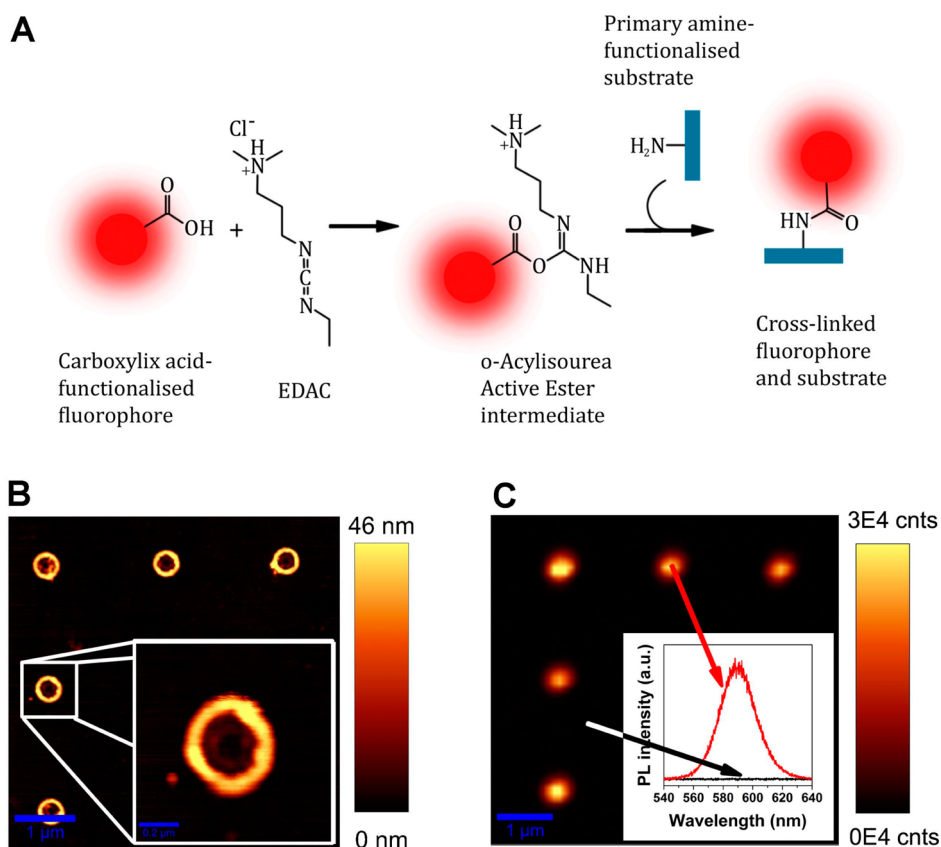 A
Primary amine-
functionalised
substrate
Cl⁻
H
N
+
H₂N
O
OH
+
N
C
N
H
N
+
O
O
N
NH
HN
O
Carboxylix acid-
functionalised
fluorophore
EDAC
o-Acylisourea
Active Ester
intermediate
Cross-linked
fluorophore
and substrate
B
46 nm
0 nm
1 µm
0.2 µm
C
3E4 cnts
0E4 cnts
1 µm
PL intensity (a.u.)
540 560 580 600 620 640
Wavelength (nm)